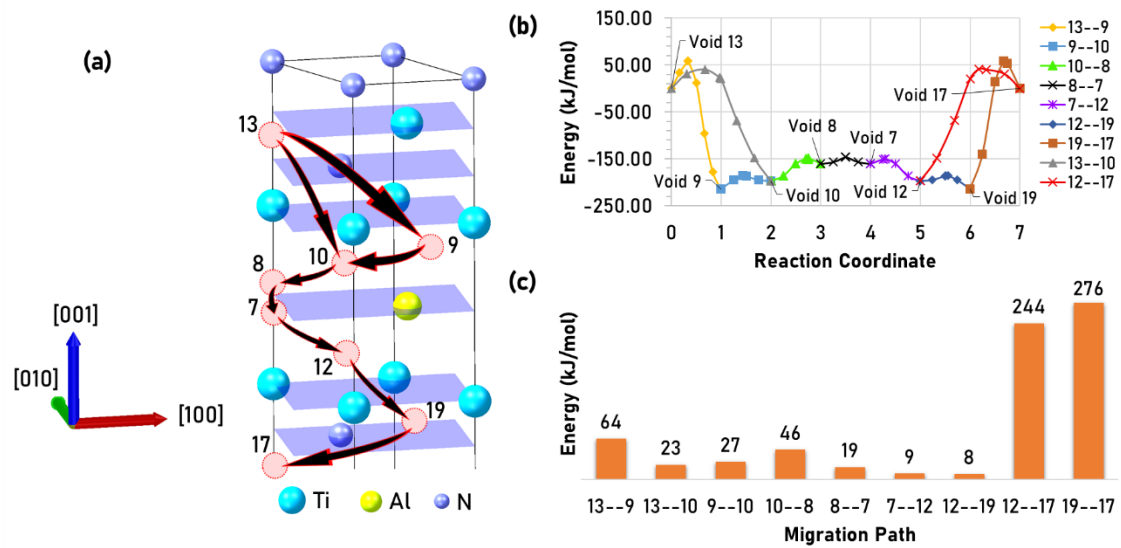 (a)
13
10
9
8
7
12
19
17
[001]
[010]
[100]
Ti
Al
N
(b)
Energy (kJ/mol)
150.00
50.00
-50.00
-150.00
-250.00
0 1 2 3 4 5 6 7
Reaction Coordinate
Void 13
Void 9
Void 10
Void 8
Void 7
Void 12
Void 17
Void 19
13--9
9--10
10--8
8--7
7--12
12--19
19--17
13--10
12--17
(c)
Energy (kJ/mol)
64 23 27 46 19 9 8 244 276
13--9 13--10 9--10 10--8 8--7 7--12 12--19 12--17 19--17
Migration Path